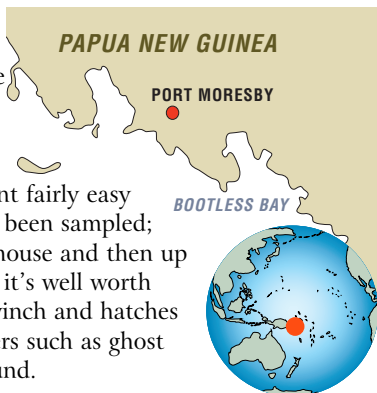 PAPUA NEW GUINEA
PORT MORESBY
BOOTLESS BAY
nt fairly easy
been sampled;
house and then up
it's well worth
vinch and hatches
ers such as ghost
und.